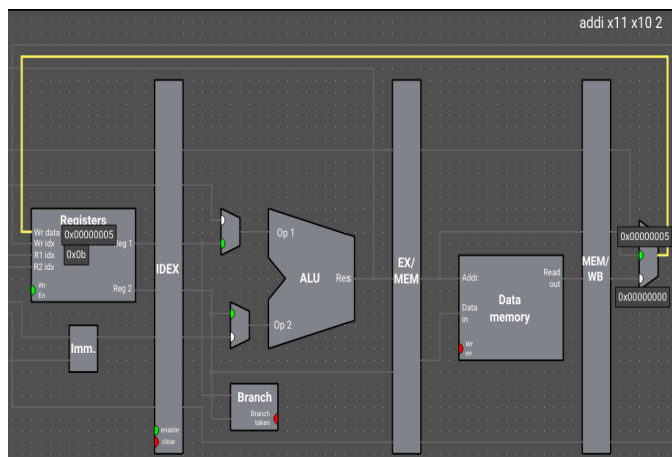 addi x11 x10 2
Registers
Wr data
0x00000005
Wr idx
Reg 1
R1 idx
0x0b
R2 idx
Wr
En
Reg 2
Imm.
IDEX
enable
clear
Op 1
ALU
Res
Op 2
Branch
Branch
taken
EX/
MEM
Addr.
Read
out
Data
in
Data
memory
Wr
en
MEM/
WB
0x00000005
0x00000000